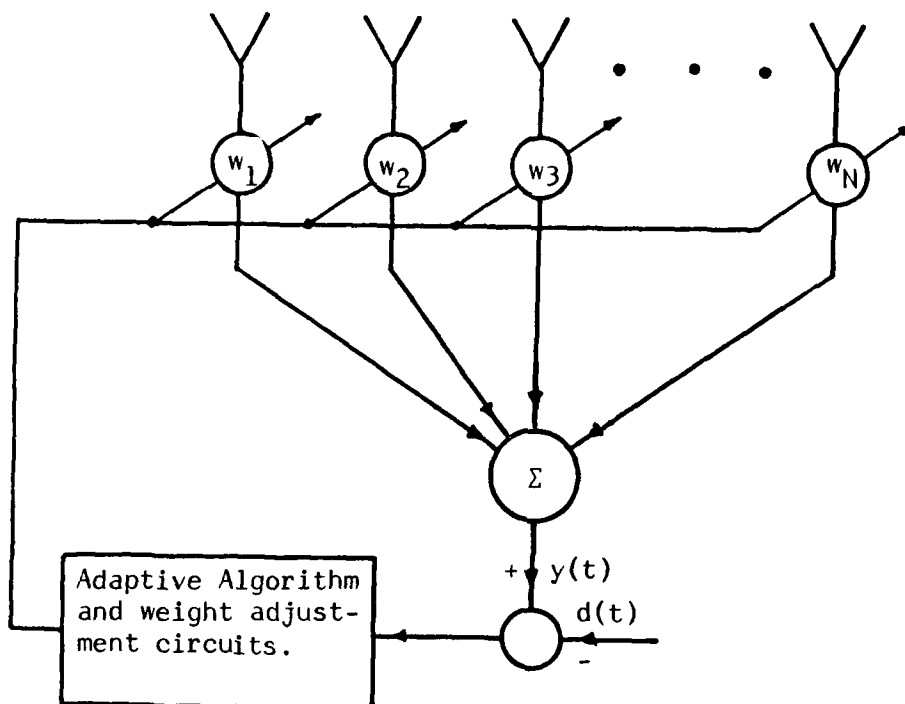 w1 w2 w3 wN
Σ
+ y(t)
d(t)
-
Adaptive Algorithm
and weight adjust-
ment circuits.